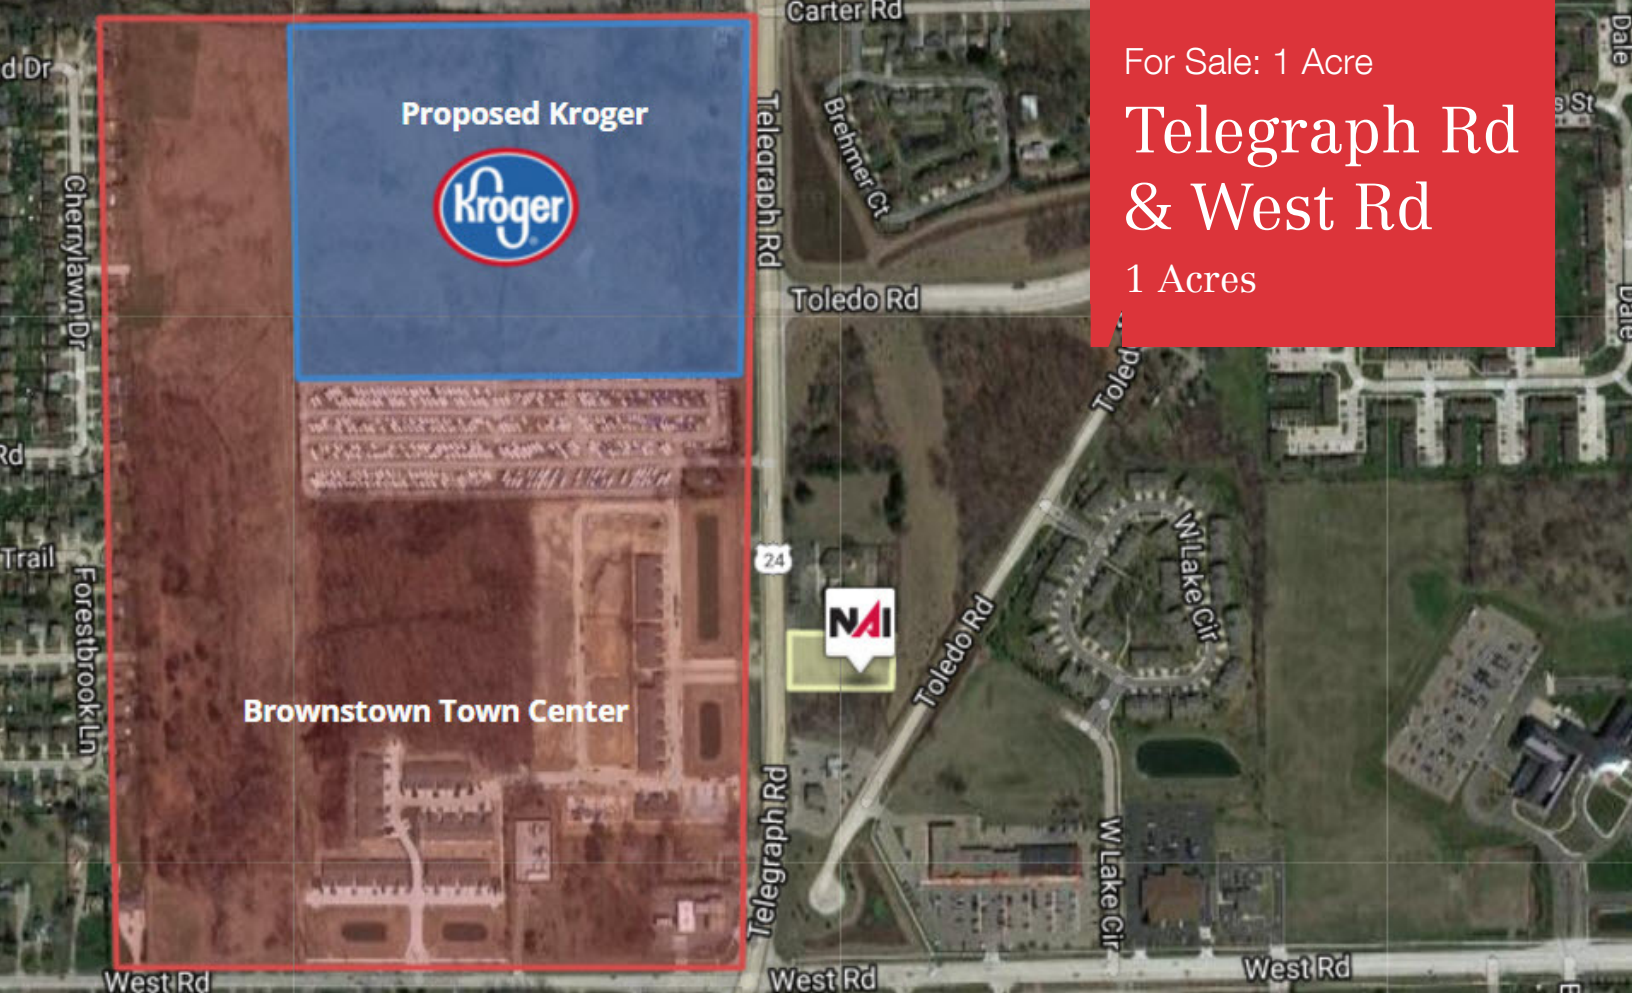 Carter Rd
For Sale: 1 Acre
Telegraph Rd
& West Rd
1 Acres
d Dr
Dale
s St
Proposed Kroger
Kroger
Telegraph Rd
Brehmer Ct
Cherrylawn Dr
Toledo Rd
Dale
Toled
Rd
Trail
24
W Lake Cir
Forestbrook Ln
NAI
Toledo Rd
Brownstown Town Center
Telegraph Rd
W Lake Cir
West Rd
West Rd
West Rd